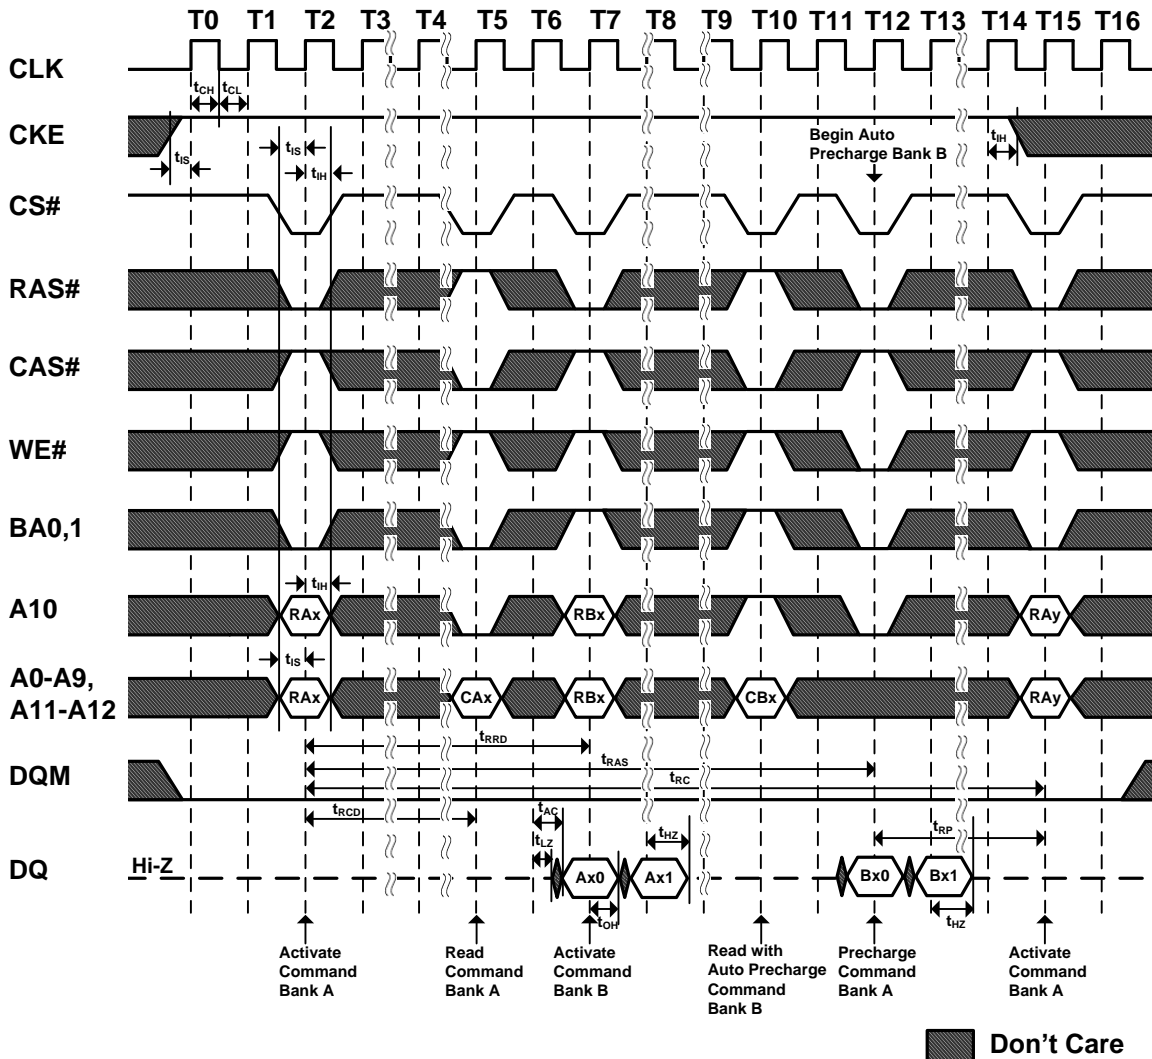 T0 T1 T2 T3 T4 T5 T6 T7 T8 T9 T10 T11 T12 T13 T14 T15 T16
CLK
tCH tCL
CKE
Begin Auto
Precharge Bank B
tIS
tIS
tIH
tIH
CS#
RAS#
CAS#
WE#
BA0,1
tIH
A10
RAx RBx RAy
tIS
A0-A9,
A11-A12
RAx CAx RBx CBx RAy
tRRD
tRAS
DQM
tRC
tRCD
tAC
tLZ
tHZ
tRP
DQ
Hi-Z
Ax0 Ax1 Bx0 Bx1
tOH
tHZ
Activate
Command
Bank A
Read
Command
Bank A
Activate
Command
Bank B
Read with
Auto Precharge
Command
Bank B
Precharge
Command
Bank A
Activate
Command
Bank A
Don't Care